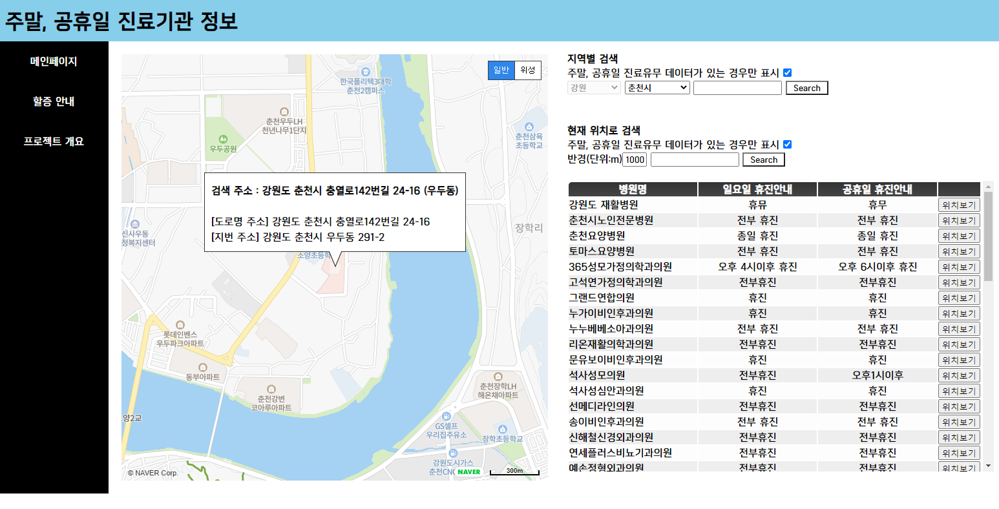 주말, 공휴일 진료기관 정보
메인페이지
할증 안내
프로젝트 개요
일반 위성
한국폴리텍3대학
춘천2캠퍼스
춘천우두LH
천년나무1단지
춘천삼육
초등학교
우두공원
검색 주소 : 강원도 춘천시 충열로142번길 24-16 (우두동)
[도로명 주소] 강원도 춘천시 충열로142번길 24-16
[지번 주소] 강원도 춘천시 우두동 291-2
장학리
신사우동
정복지센터
소양초등학
롯데인벤스
우두파크아파트
동부아파트
춘천강변
코아루아파트
춘천장학LH
해온채아파트
양2교
GS셀프
우리집주유소
장학초등학교
강원도시가스
춘천CNG
NAVER
300m
© NAVER Corp.
지역별 검색
주말, 공휴일 진료유무 데이터가 있는 경우만 표시
강원 춘천시 Search
현재 위치로 검색
주말, 공휴일 진료유무 데이터가 있는 경우만 표시
반경(단위:m) 1000 Search
병원명 일요일 휴진안내 공휴일 휴진안내
강원도 재활병원 휴뮤 휴무 위치보기
춘천시노인전문병원 전부 휴진 전부 휴진 위치보기
춘천요양병원 종일 휴진 종일 휴진 위치보기
토마스요양병원 전부 휴진 전부 휴진 위치보기
365성모가정의학과의원 오후 4시이후 휴진 오후 6시이후 휴진 위치보기
고석연가정의학과의원 전부휴진 전부휴진 위치보기
그랜드연합의원 휴진 휴진 위치보기
누가이비인후과의원 휴진 휴진 위치보기
누누베베소아과의원 전부 휴진 전부 휴진 위치보기
리온재활의학과의원 전부휴진 전부휴진 위치보기
문유보이비인후과의원 휴진 휴진 위치보기
석사성모의원 전부휴진 오후1시이후 위치보기
석사성심안과의원 휴진 휴진 위치보기
선메디라인의원 전부휴진 전부휴진 위치보기
송이비인후과의원 전부 휴진 전부 휴진 위치보기
신해철신경외과의원 전부휴진 전부휴진 위치보기
연세플러스비뇨기과의원 전부휴진 전부휴진 위치보기
예손정형외과의원 전부휴진 전부휴진 위치보기